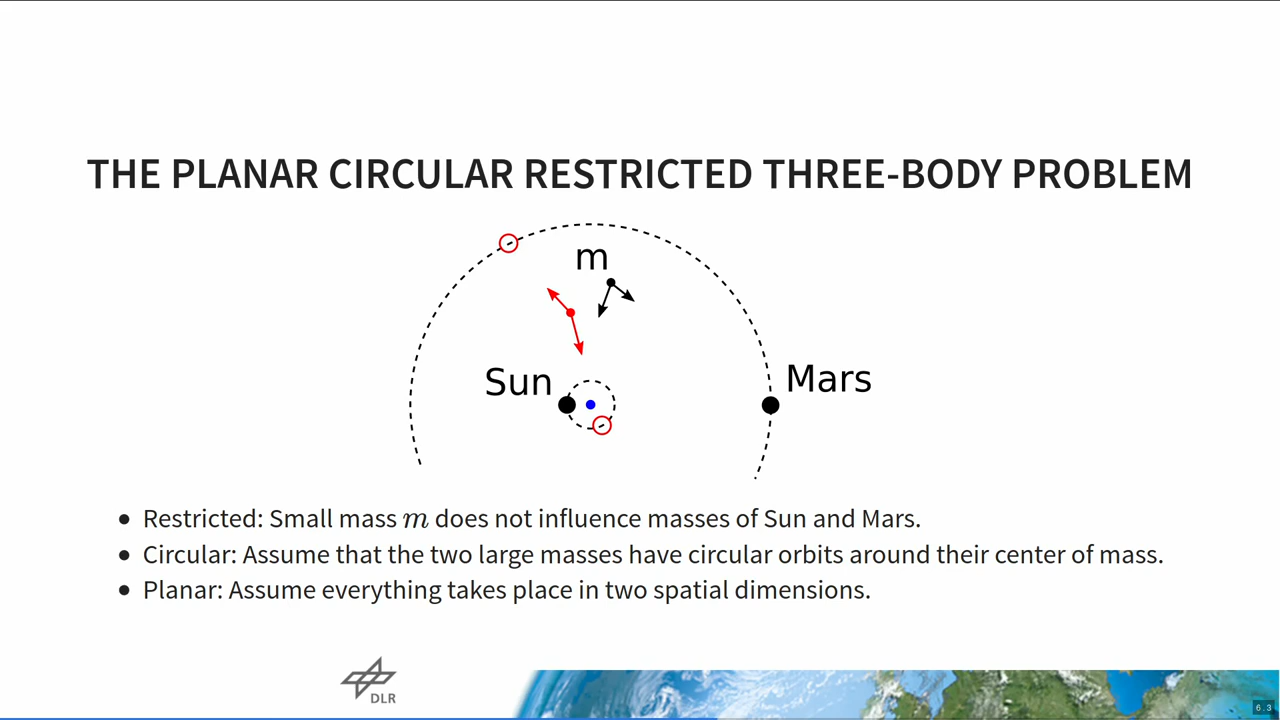 THE PLANAR CIRCULAR RESTRICTED THREE-BODY PROBLEM
m
Sun
Mars
• Restricted: Small mass m does not influence masses of Sun and Mars.
• Circular: Assume that the two large masses have circular orbits around their center of mass.
• Planar: Assume everything takes place in two spatial dimensions.
DLR
6.3